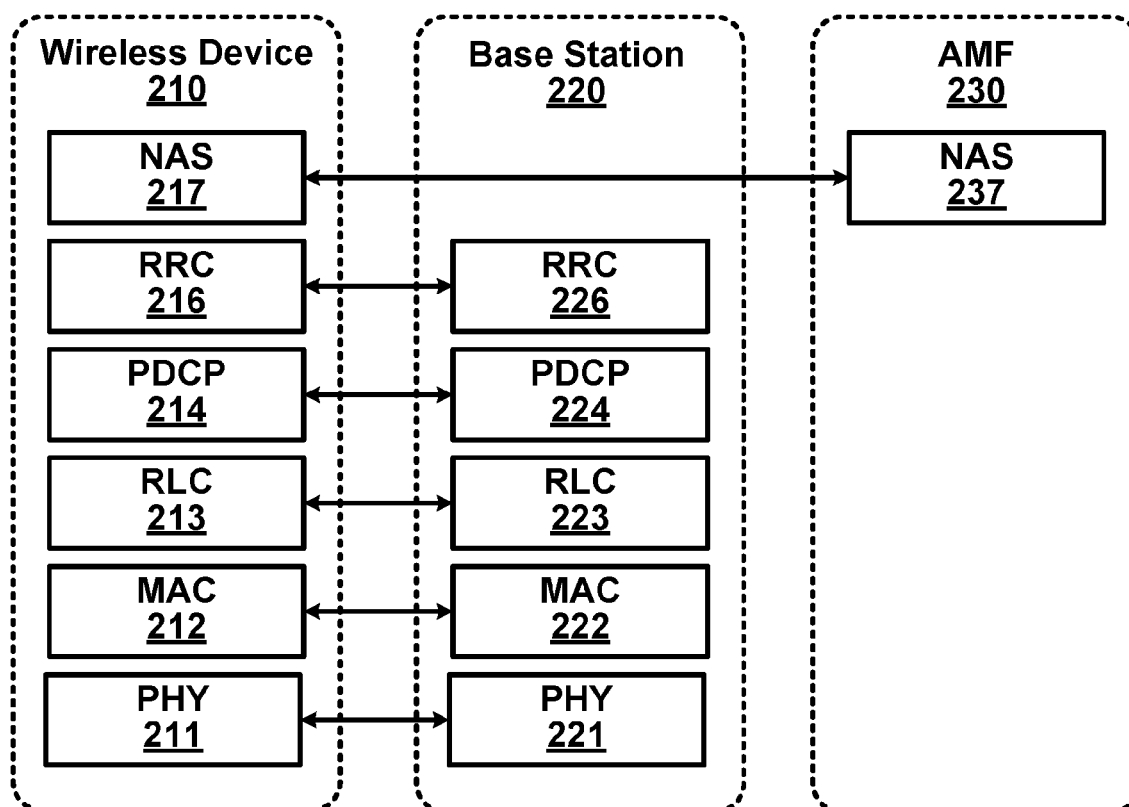 Wireless Device
210
Base Station
220
AMF
230
NAS
217
NAS
237
RRC
216
RRC
226
PDCP
214
PDCP
224
RLC
213
RLC
223
MAC
212
MAC
222
PHY
211
PHY
221